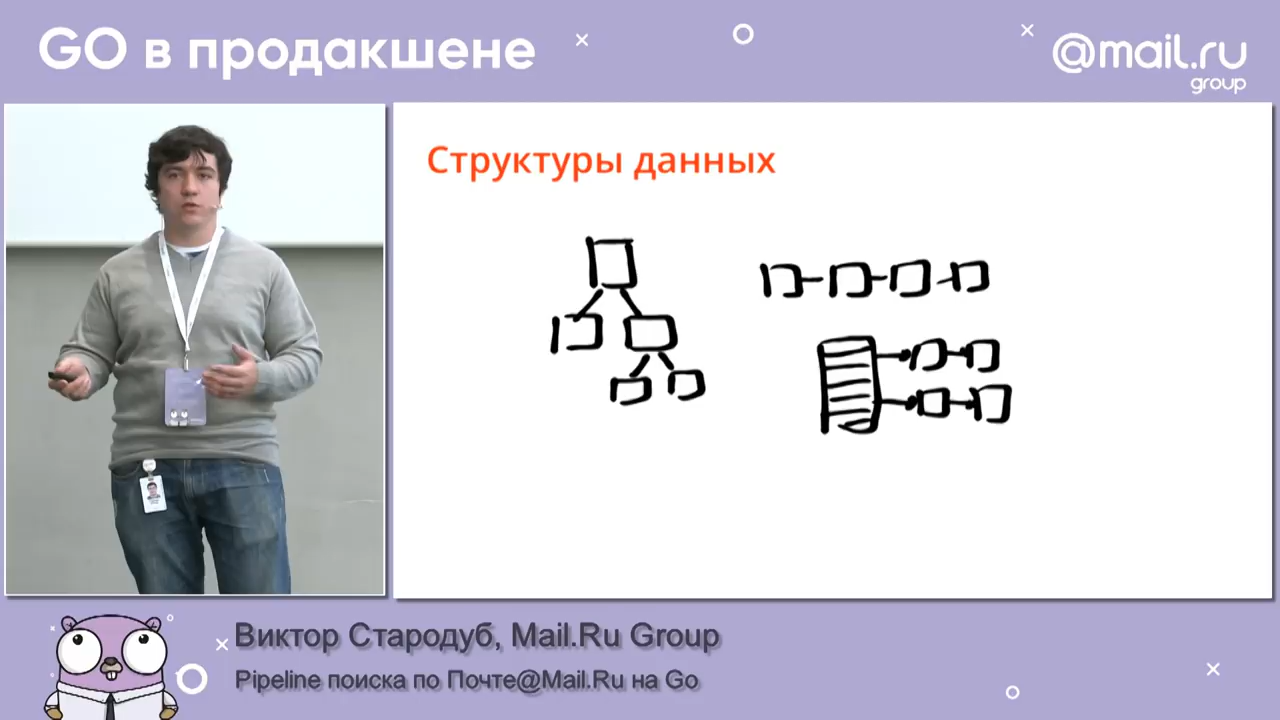 GO в продакшене
@mail.ru
group
Структуры данных
Виктор Стародуб, Mail.Ru Group
Pipeline поиска по Почте@Mail.Ru на Go